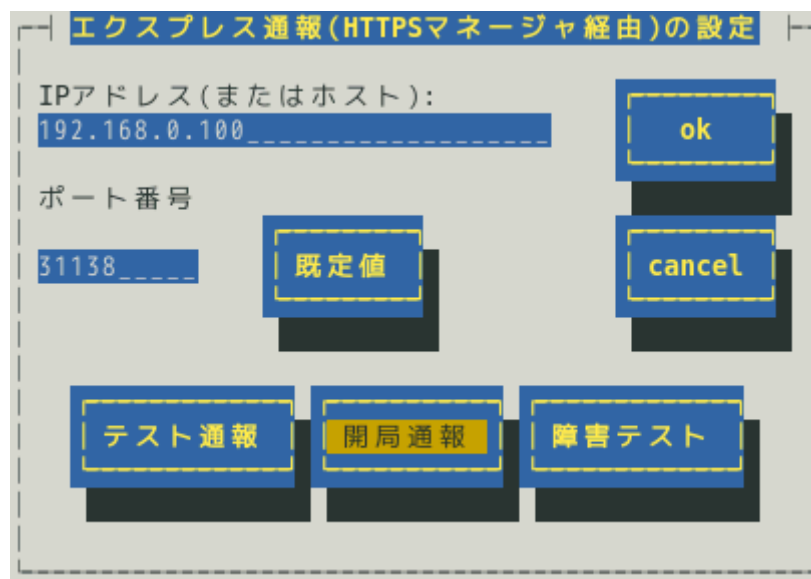 エクスプレス通報(HTTPSマネージャ経由)の設定
IPアドレス(またはホスト):
192.168.0.100___________________
ok
ポート番号
31138_____
既定値
cancel
テスト通報
開局通報
障害テスト